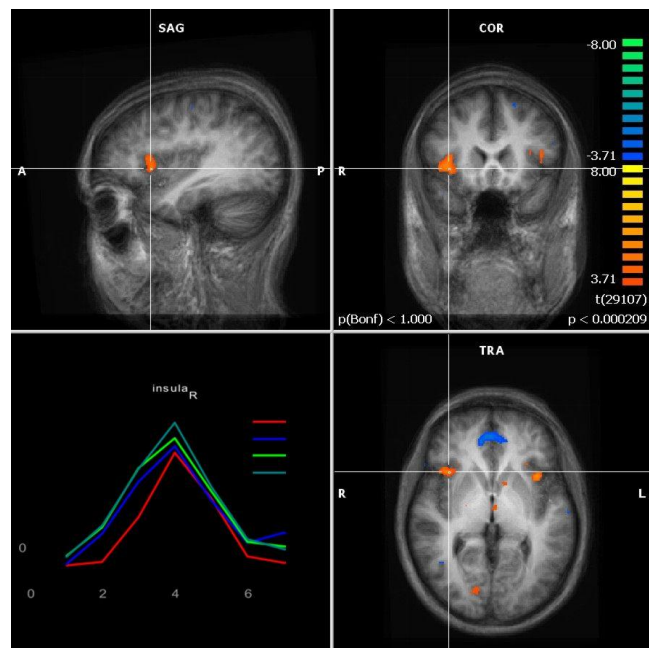 SAG
A
P
COR
R
-8.00
-3.71
8.00
3.71
t(29107)
p(Bonf) < 1.000
p < 0.000209
insula R
0
0
2
4
6
TRA
R
L